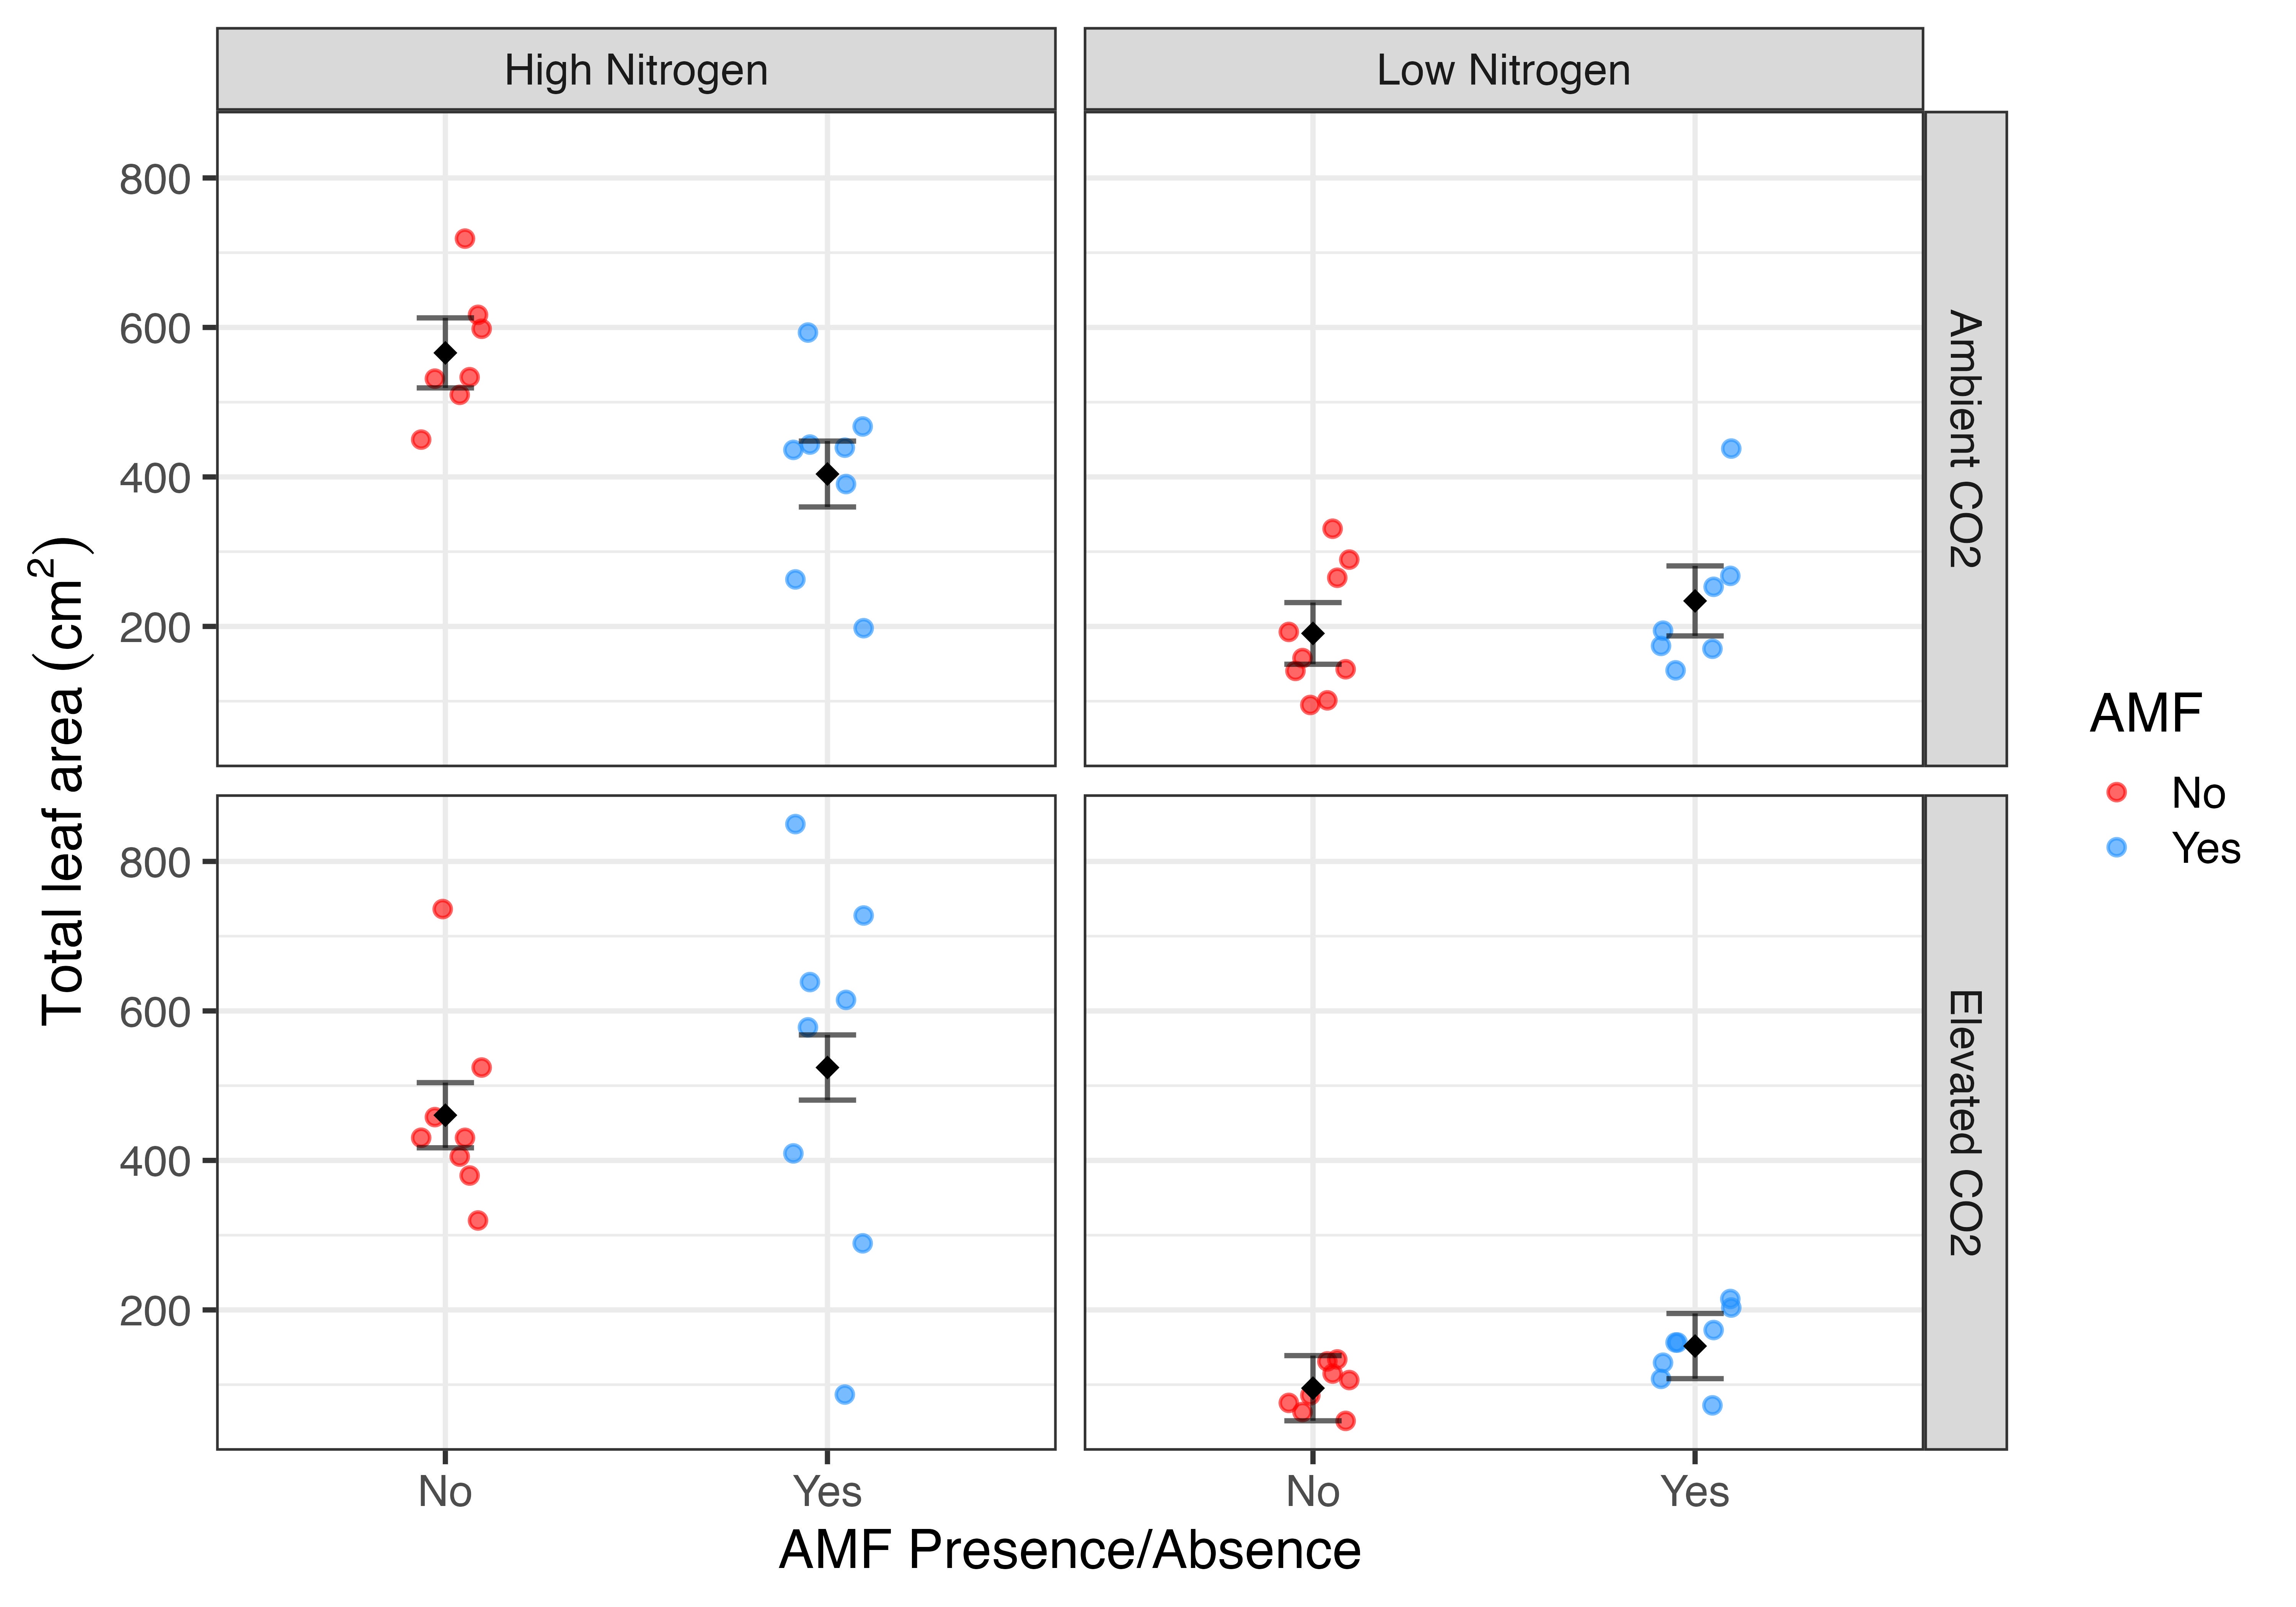 High Nitrogen
Low Nitrogen
Ambient CO2
Elevated CO2
Total leaf area (cm²)
800
600
400
200
800
600
400
200
No
Yes
No
Yes
AMF Presence/Absence
AMF
No
Yes